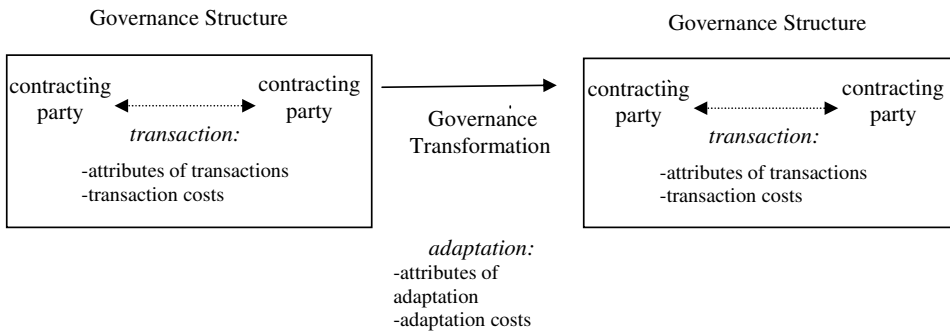 Governance Structure
contracting
party
contracting
party
transaction:
-attributes of transactions
-transaction costs
Governance
Transformation
adaptation:
-attributes of
adaptation
-adaptation costs
Governance Structure
contracting
party
contracting
party
transaction:
-attributes of transactions
-transaction costs